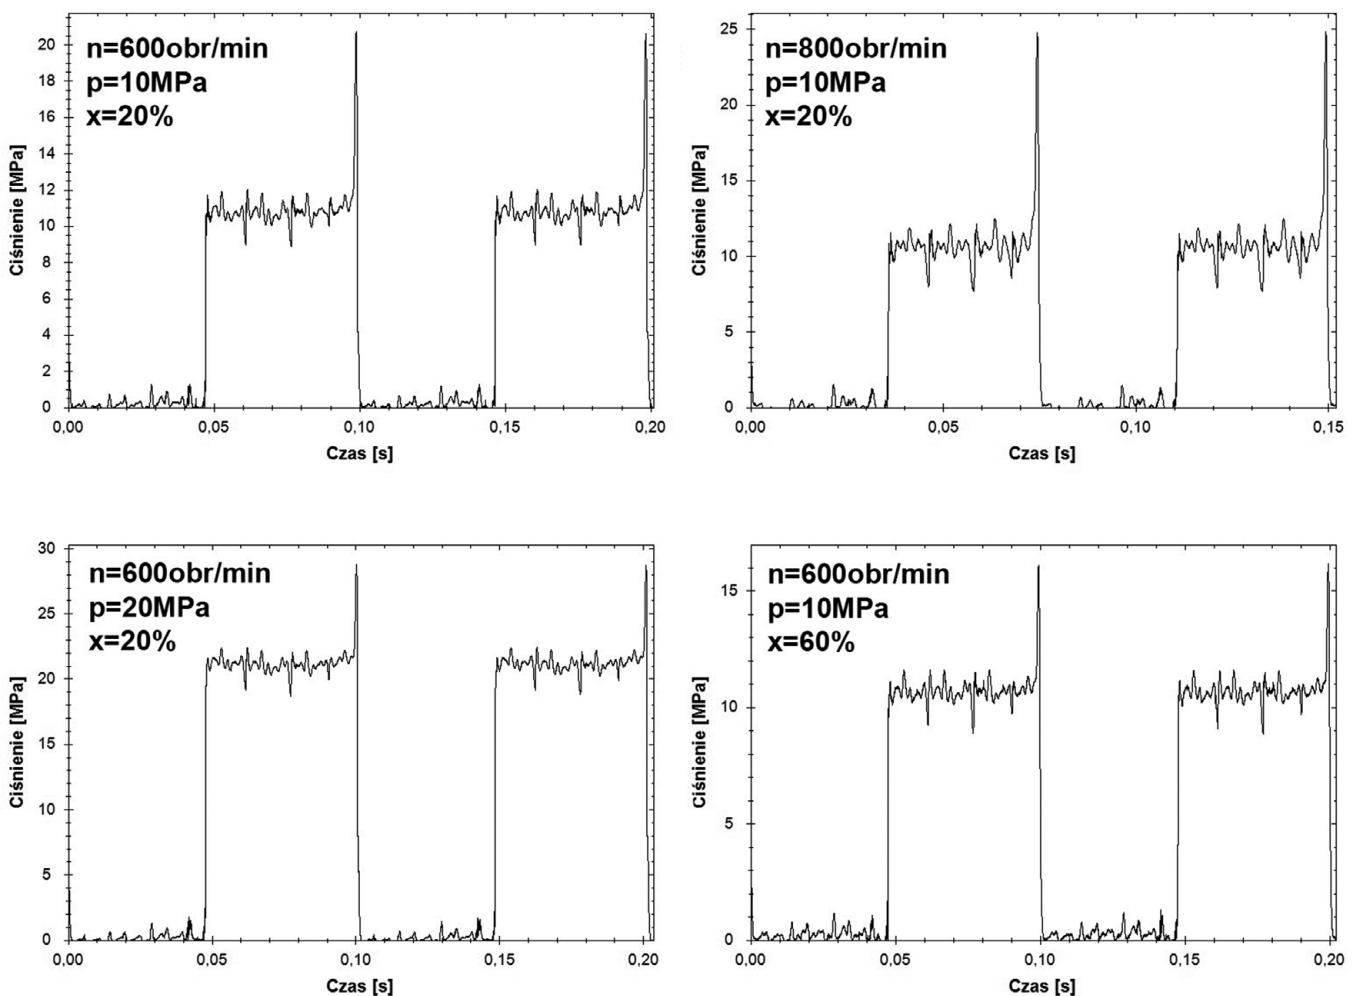 20
18
16
14
12
10
8
6
4
2
0
Ciśnienie [MPa]
n=600obr/min
p=10MPa
x=20%
0,00 0,05 0,10 0,15 0,20
Czas [s]
25
20
15
10
5
0
Ciśnienie [MPa]
n=800obr/min
p=10MPa
x=20%
0,00 0,05 0,10 0,15
Czas [s]
30
25
20
15
10
5
0
Ciśnienie [MPa]
n=600obr/min
p=20MPa
x=20%
0,00 0,05 0,10 0,15 0,20
Czas [s]
15
10
5
0
Ciśnienie [MPa]
n=600obr/min
p=10MPa
x=60%
0,00 0,05 0,10 0,15 0,20
Czas [s]